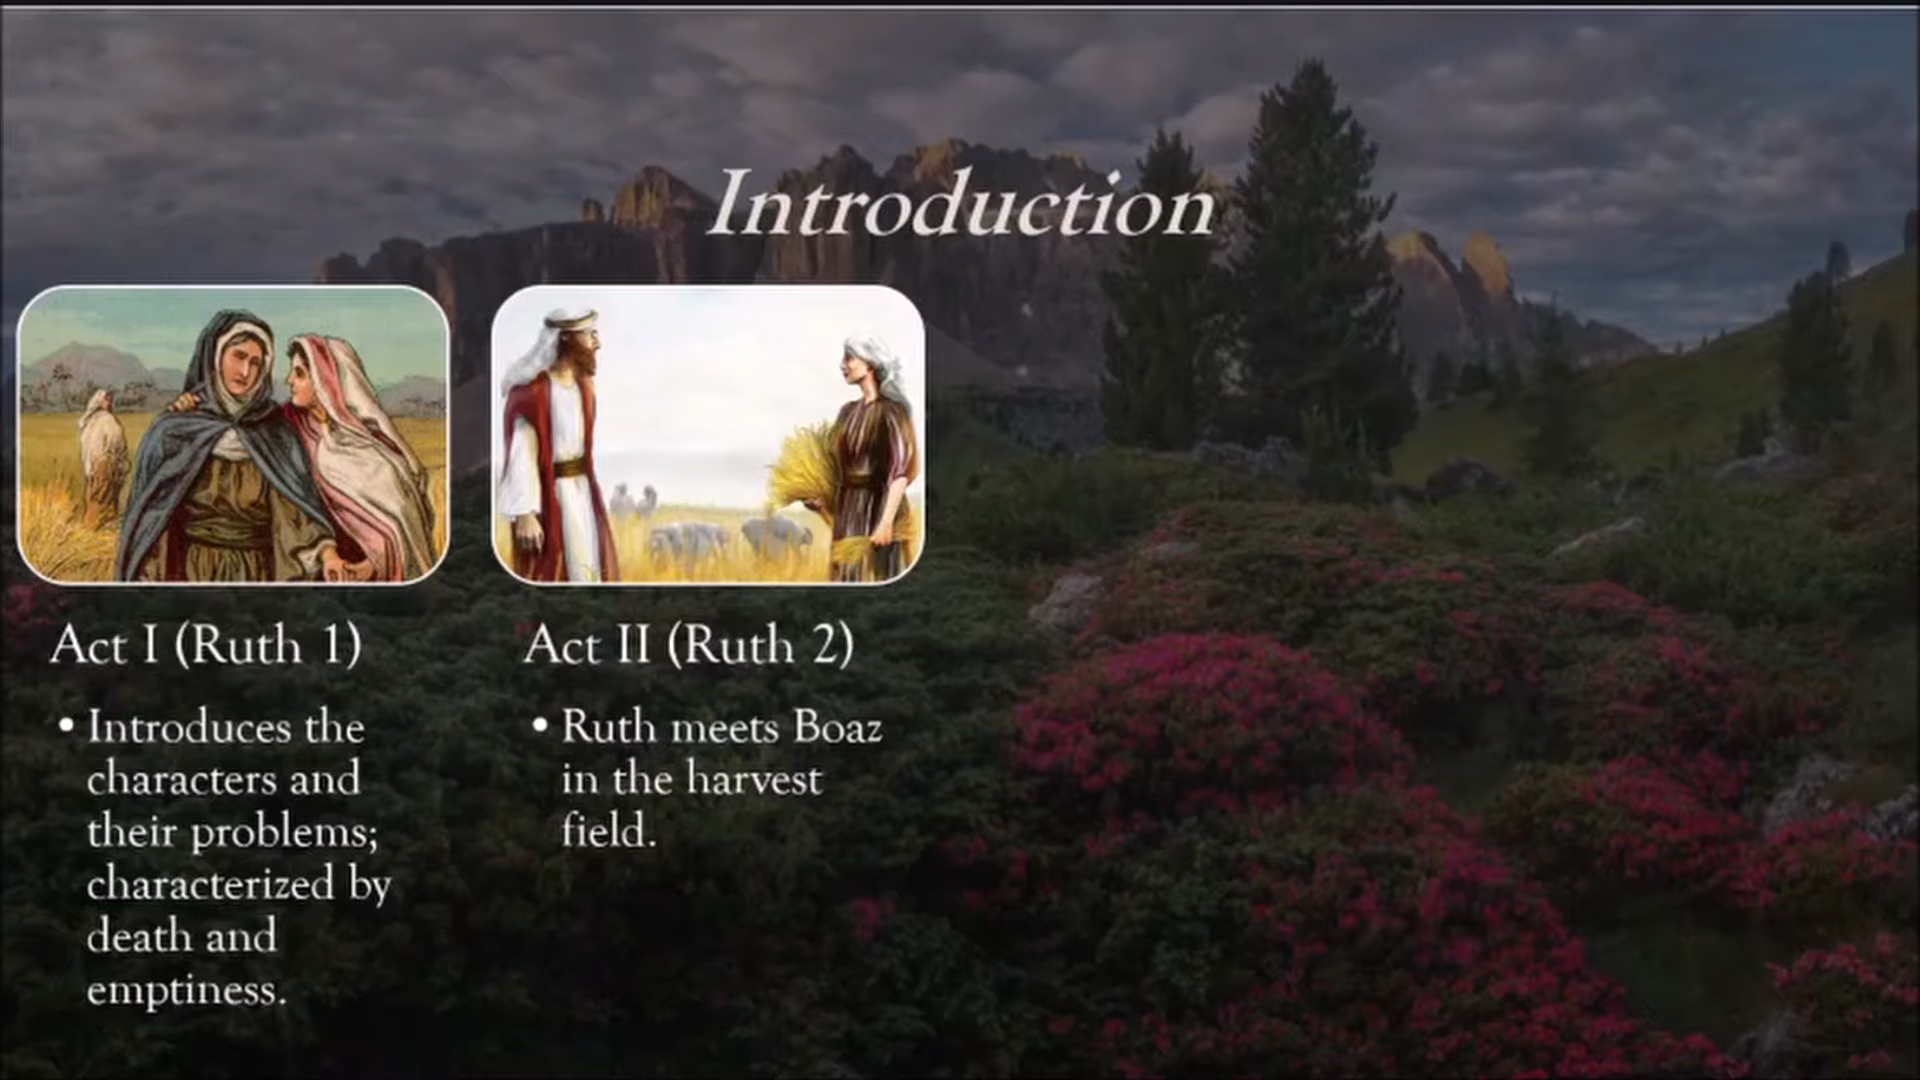 Introduction
Act I (Ruth 1)
• Introduces the
characters and
their problems;
characterized by
death and
emptiness.
Act II (Ruth 2)
• Ruth meets Boaz
in the harvest
field.